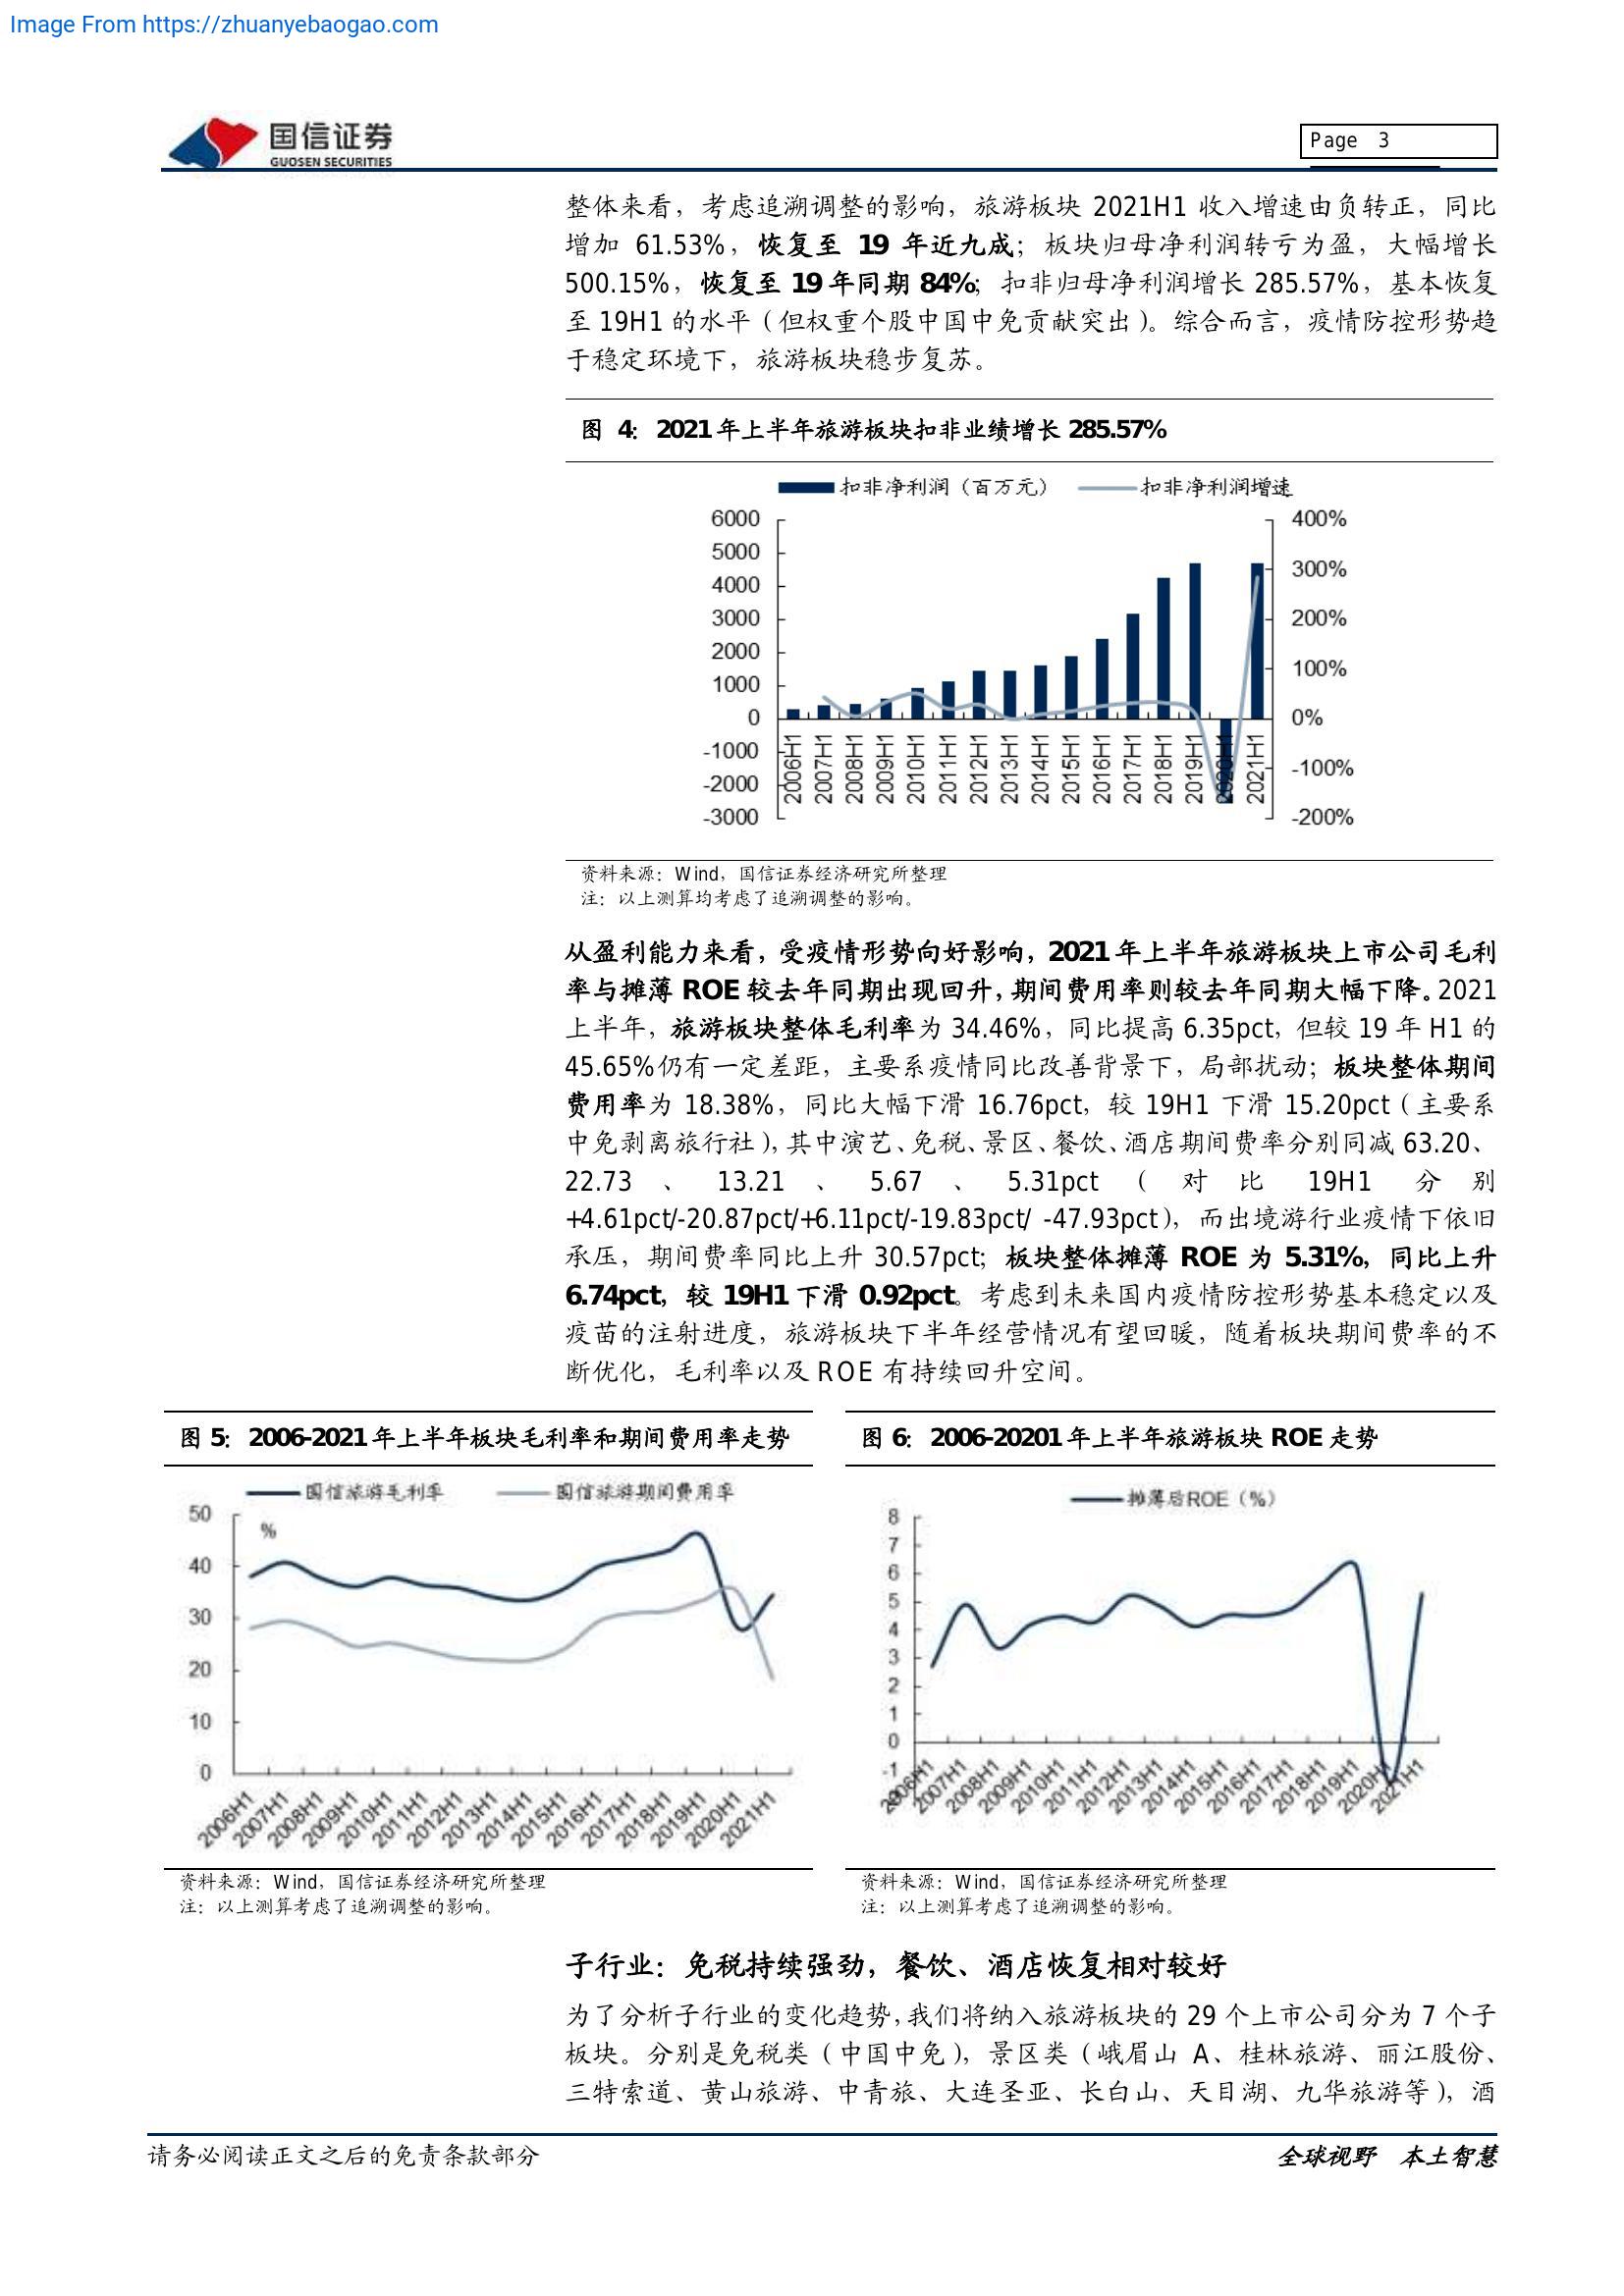 Image From https://zhuanyebaogao.com
国信证券
GUOSEN SECURITIES
Page 3
整体来看，考虑追溯调整的影响，旅游板块 2021H1 收入增速由负转正，同比
增加 61.53%，恢复至 19 年近九成；板块归母净利润转亏为盈，大幅增长
500.15%，恢复至 19 年同期 84%；扣非归母净利润增长 285.57%，基本恢复
至 19H1 的水平（但权重个股中国中免贡献突出）。综合而言，疫情防控形势趋
于稳定环境下，旅游板块稳步复苏。
图 4：2021 年上半年旅游板块扣非业绩增长 285.57%
扣非净利润（百万元） 扣非净利润增速
6000 400%
5000
4000 300%
3000 200%
2000
1000 100%
0 0%
-1000
-2000 -100%
-3000 -200%
2006H1 2007H1 2008H1 2009H1 2010H1 2011H1 2012H1 2013H1 2014H1 2015H1 2016H1 2017H1 2018H1 2019H1 2020H1 2021H1
资料来源：Wind，国信证券经济研究所整理
注：以上测算均考虑了追溯调整的影响。
从盈利能力来看，受疫情形势向好影响，2021 年上半年旅游板块上市公司毛利
率与摊薄 ROE 较去年同期出现回升，期间费用率则较去年同期大幅下降。2021
上半年，旅游板块整体毛利率为 34.46%，同比提高 6.35pct，但较 19 年 H1 的
45.65%仍有一定差距，主要系疫情同比改善背景下，局部扰动；板块整体期间
费用率为 18.38%，同比大幅下滑 16.76pct，较 19H1 下滑 15.20pct（主要系
中免剥离旅行社），其中演艺、免税、景区、餐饮、酒店期间费率分别同减 63.20、
22.73 、 13.21 、 5.67 、 5.31pct （ 对 比 19H1 分 别
+4.61pct/-20.87pct/+6.11pct/-19.83pct/ -47.93pct），而出境游行业疫情下依旧
承压，期间费率同比上升 30.57pct；板块整体摊薄 ROE 为 5.31%，同比上升
6.74pct，较 19H1 下滑 0.92pct。考虑到未来国内疫情防控形势基本稳定以及
疫苗的注射进度，旅游板块下半年经营情况有望回暖，随着板块期间费率的不
断优化，毛利率以及 ROE 有持续回升空间。
图 5：2006-2021 年上半年板块毛利率和期间费用率走势
国信旅游毛利率 国信旅游期间费用率
%
50
40
30
20
10
0
2006H1 2007H1 2008H1 2009H1 2010H1 2011H1 2012H1 2013H1 2014H1 2015H1 2016H1 2017H1 2018H1 2019H1 2020H1 2021H1
资料来源：Wind，国信证券经济研究所整理
注：以上测算考虑了追溯调整的影响。
图 6：2006-20201 年上半年旅游板块 ROE 走势
摊薄后ROE（%）
8
7
6
5
4
3
2
1
0
-1
2006H1 2007H1 2008H1 2009H1 2010H1 2011H1 2012H1 2013H1 2014H1 2015H1 2016H1 2017H1 2018H1 2019H1 2020H1 2021H1
资料来源：Wind，国信证券经济研究所整理
注：以上测算考虑了追溯调整的影响。
子行业：免税持续强劲，餐饮、酒店恢复相对较好
为了分析子行业的变化趋势，我们将纳入旅游板块的 29 个上市公司分为 7 个子
板块。分别是免税类（中国中免），景区类（峨眉山 A、桂林旅游、丽江股份、
三特索道、黄山旅游、中青旅、大连圣亚、长白山、天目湖、九华旅游等），酒
请务必阅读正文之后的免责条款部分
全球视野 本土智慧